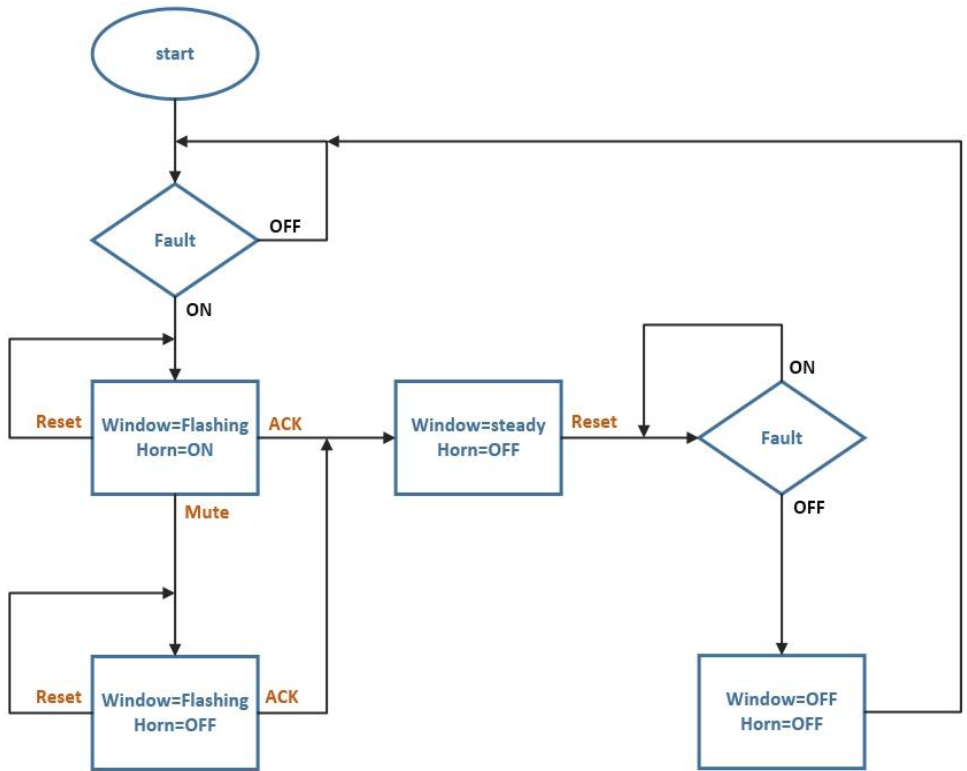 start
Fault
OFF
ON
Reset
Window=Flashing
Horn=ON
ACK
Mute
Window=steady
Horn=OFF
Reset
ON
Fault
OFF
Reset
Window=Flashing
Horn=OFF
ACK
Window=OFF
Horn=OFF